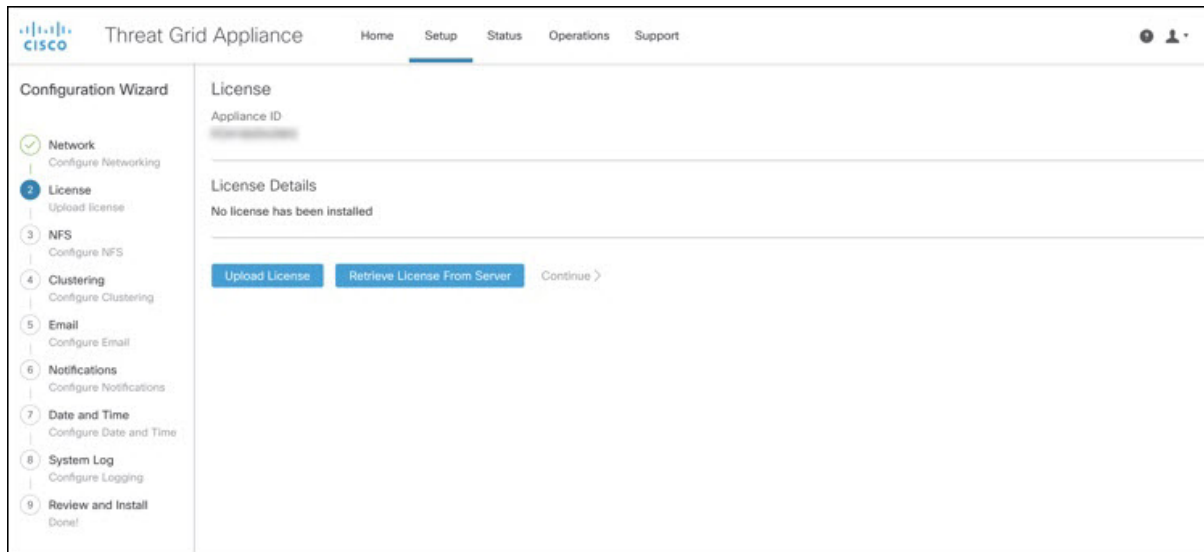 CISCO
Threat Grid Appliance
Home Setup Status Operations Support
Configuration Wizard
Network
Configure Networking
2 License
Upload license
3 NFS
Configure NFS
4 Clustering
Configure Clustering
5 Email
Configure Email
6 Notifications
Configure Notifications
7 Date and Time
Configure Date and Time
8 System Log
Configure Logging
9 Review and Install
Done!
License
Appliance ID
License Details
No license has been installed
Upload License Retrieve License From Server Continue >